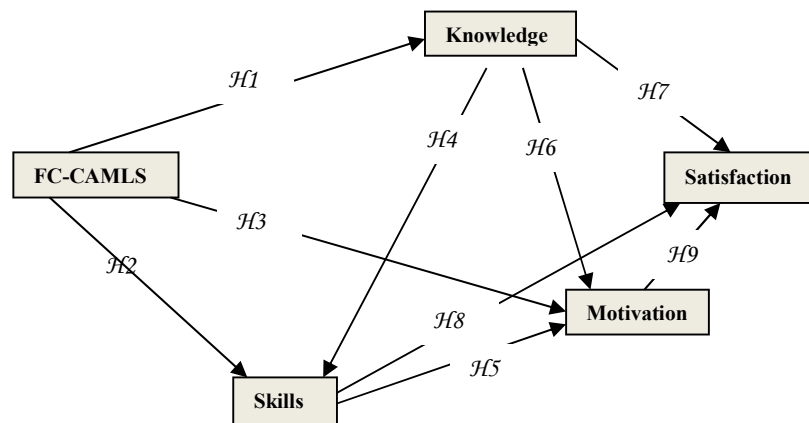 Knowledge
ℋ1
ℋ7
ℋ4
ℋ6
FC-CAMLS
Satisfaction
ℋ3
ℋ2
ℋ9
Motivation
ℋ8
ℋ5
Skills